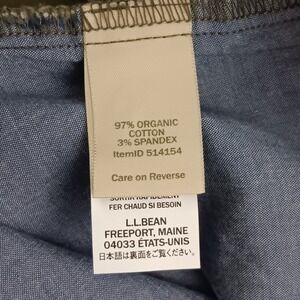 97% ORGANIC
COTTON
3% SPANDEX
ItemID 514154
Care on Reverse
SORTIR RAPIDEMENT
FER CHAUD SI BESOIN
L.L.BEAN
FREEPORT, MAINE
04033 ÉTATS-UNIS
日本語は裏面をご覧ください。